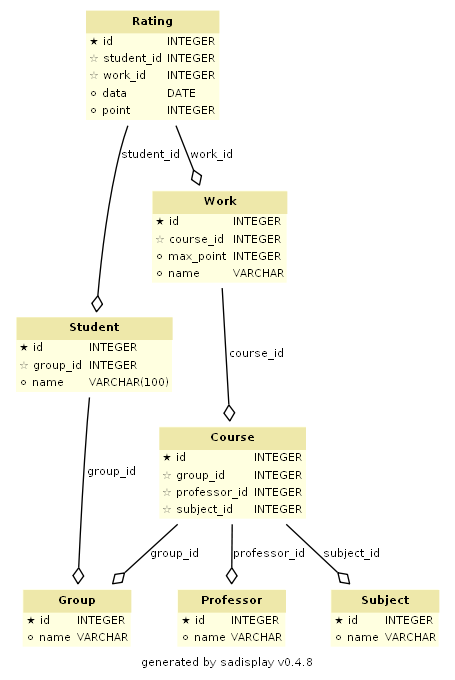 Rating
★ id INTEGER
☆ student_id INTEGER
☆ work_id INTEGER
⚬ data DATE
⚬ point INTEGER
student_id
work_id
Work
★ id INTEGER
☆ course_id INTEGER
⚬ max_point INTEGER
⚬ name VARCHAR
Student
★ id INTEGER
☆ group_id INTEGER
⚬ name VARCHAR(100)
course_id
Course
★ id INTEGER
☆ group_id INTEGER
☆ professor_id INTEGER
☆ subject_id INTEGER
group_id
group_id
professor_id
subject_id
Group
★ id INTEGER
⚬ name VARCHAR
Professor
★ id INTEGER
⚬ name VARCHAR
Subject
★ id INTEGER
⚬ name VARCHAR
generated by sadisplay v0.4.8